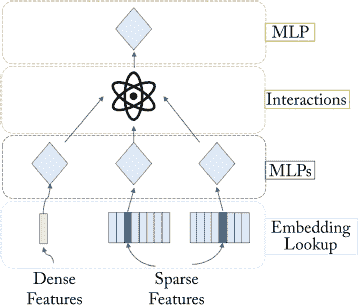 MLP
Interactions
MLPs
Embedding
Lookup
Dense
Features
Sparse
Features